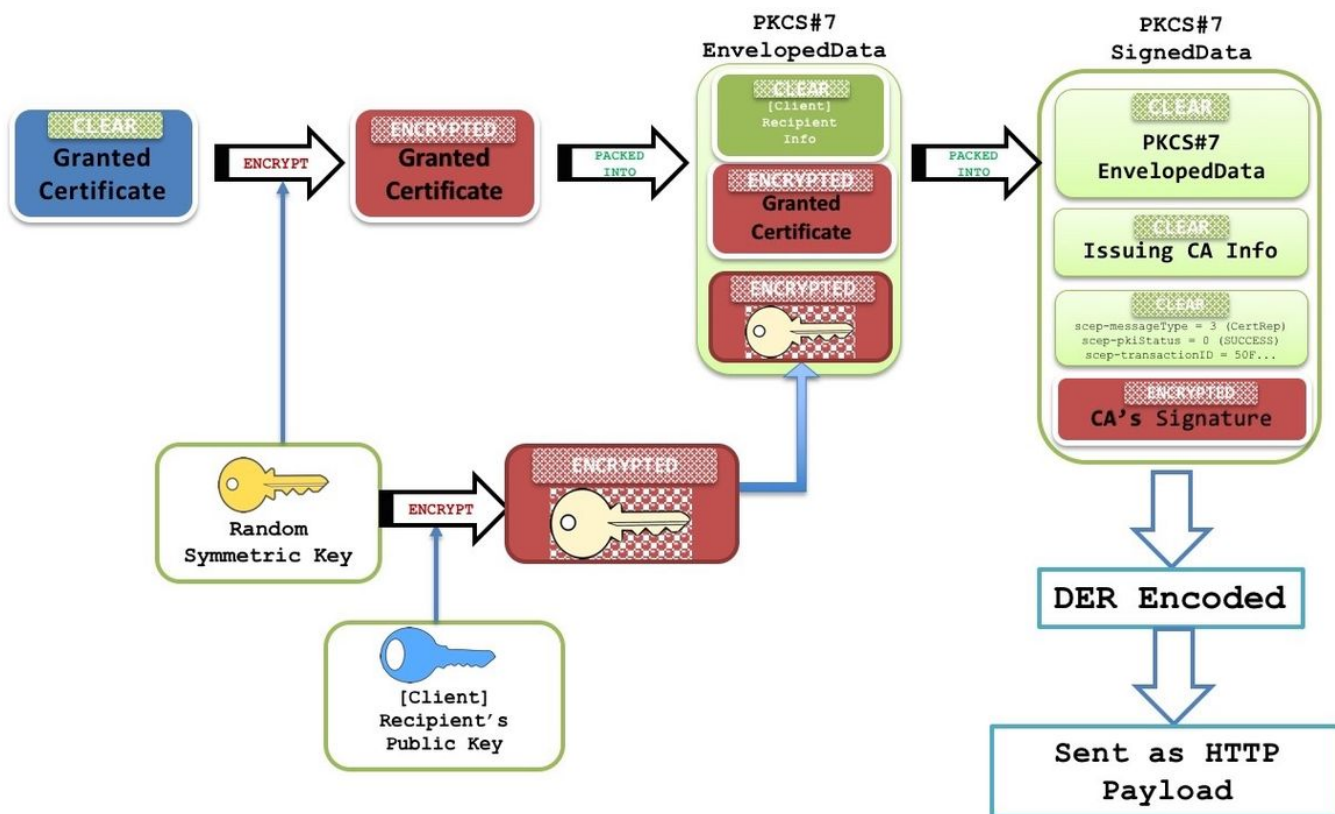 PKCS#7
EnvelopedData
PKCS#7
SignedData
CLEAR
Granted
Certificate
ENCRYPT
ENCRYPTED
Granted
Certificate
PACKED
INTO
CLEAR
[Client]
Recipient
Info
ENCRYPTED
Granted
Certificate
ENCRYPTED
PACKED
INTO
CLEAR
PKCS#7
EnvelopedData
CLEAR
Issuing CA Info
CLEAR
scep-messageType = 3 (CertRep)
scep-pkiStatus = 0 (SUCCESS)
scep-transactionID = 50F...
ENCRYPTED
CA’s Signature
Random
Symmetric Key
ENCRYPT
ENCRYPTED
[Client]
Recipient’s
Public Key
DER Encoded
Sent as HTTP
Payload